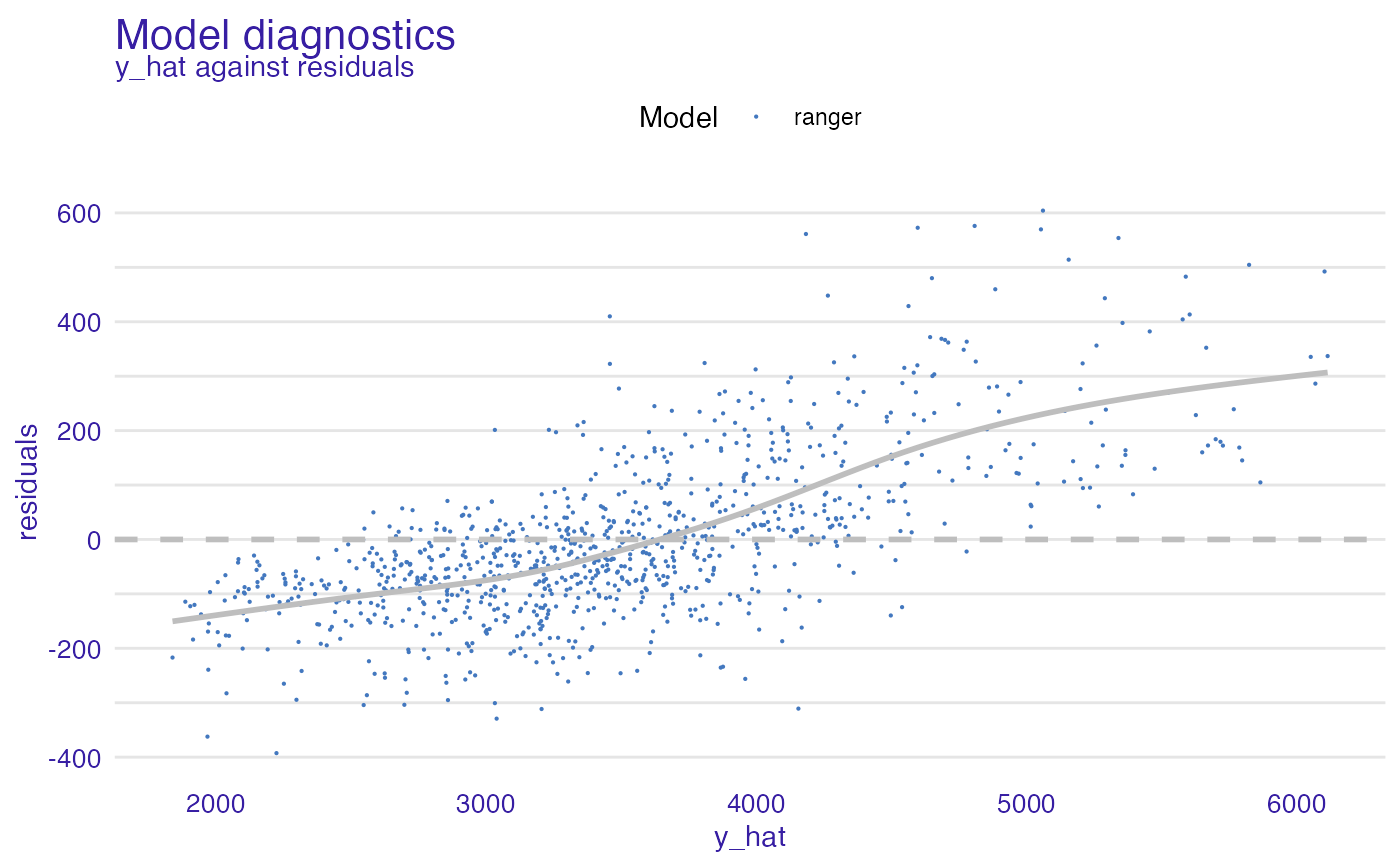 Model diagnostics
y_hat against residuals
Model ranger
600
400
200
0
-200
-400
residuals
2000 3000 4000 5000 6000
y_hat